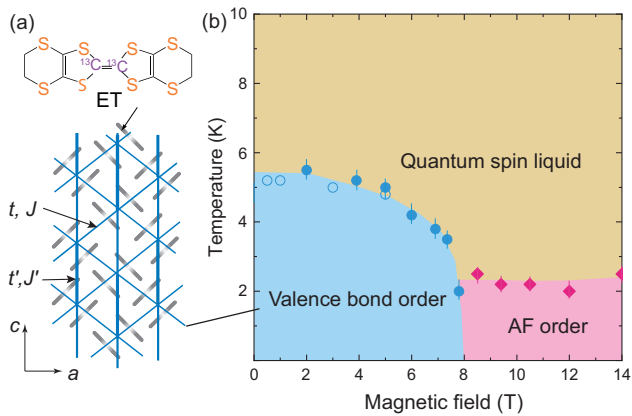 (a)
S
S
S
S
13C
13C
S
S
S
S
ET
t, J
t',J'
c
a
(b)
10
8
6
4
2
0
Temperature (K)
Quantum spin liquid
Valence bond order
AF order
0
2
4
6
8
10
12
14
Magnetic field (T)